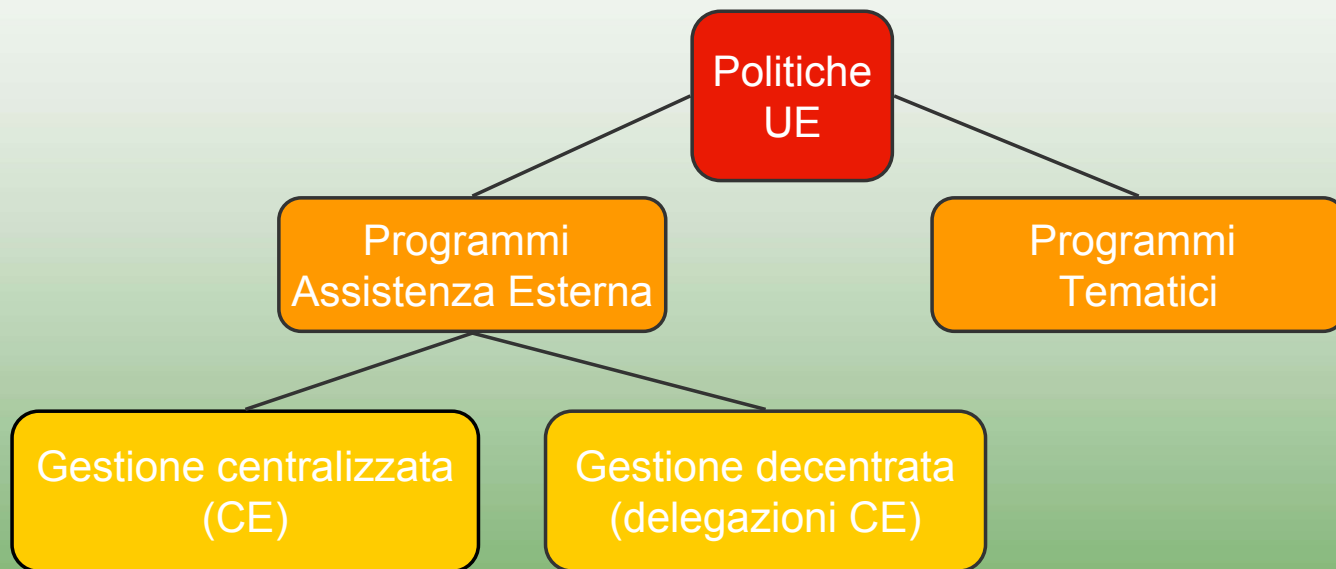 Politiche
UE
Programmi
Assistenza Esterna
Programmi
Tematici
Gestione centralizzata
(CE)
Gestione decentrata
(delegazioni CE)